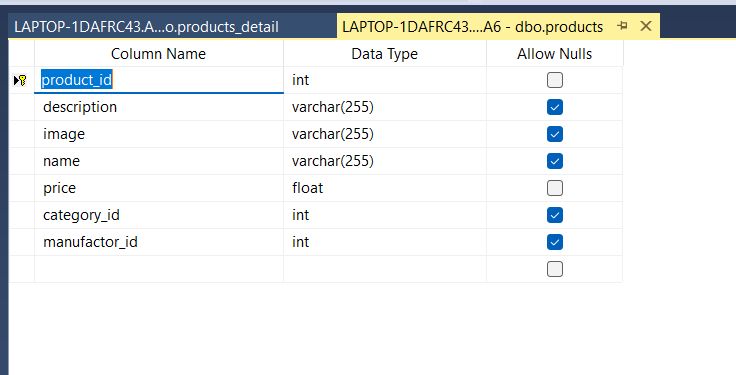 LAPTOP-1DAFRC43.A...o.products_detail
LAPTOP-1DAFRC43....A6 - dbo.products
Column Name Data Type Allow Nulls
product_id int
description varchar(255)
image varchar(255)
name varchar(255)
price float
category_id int
manufactor_id int